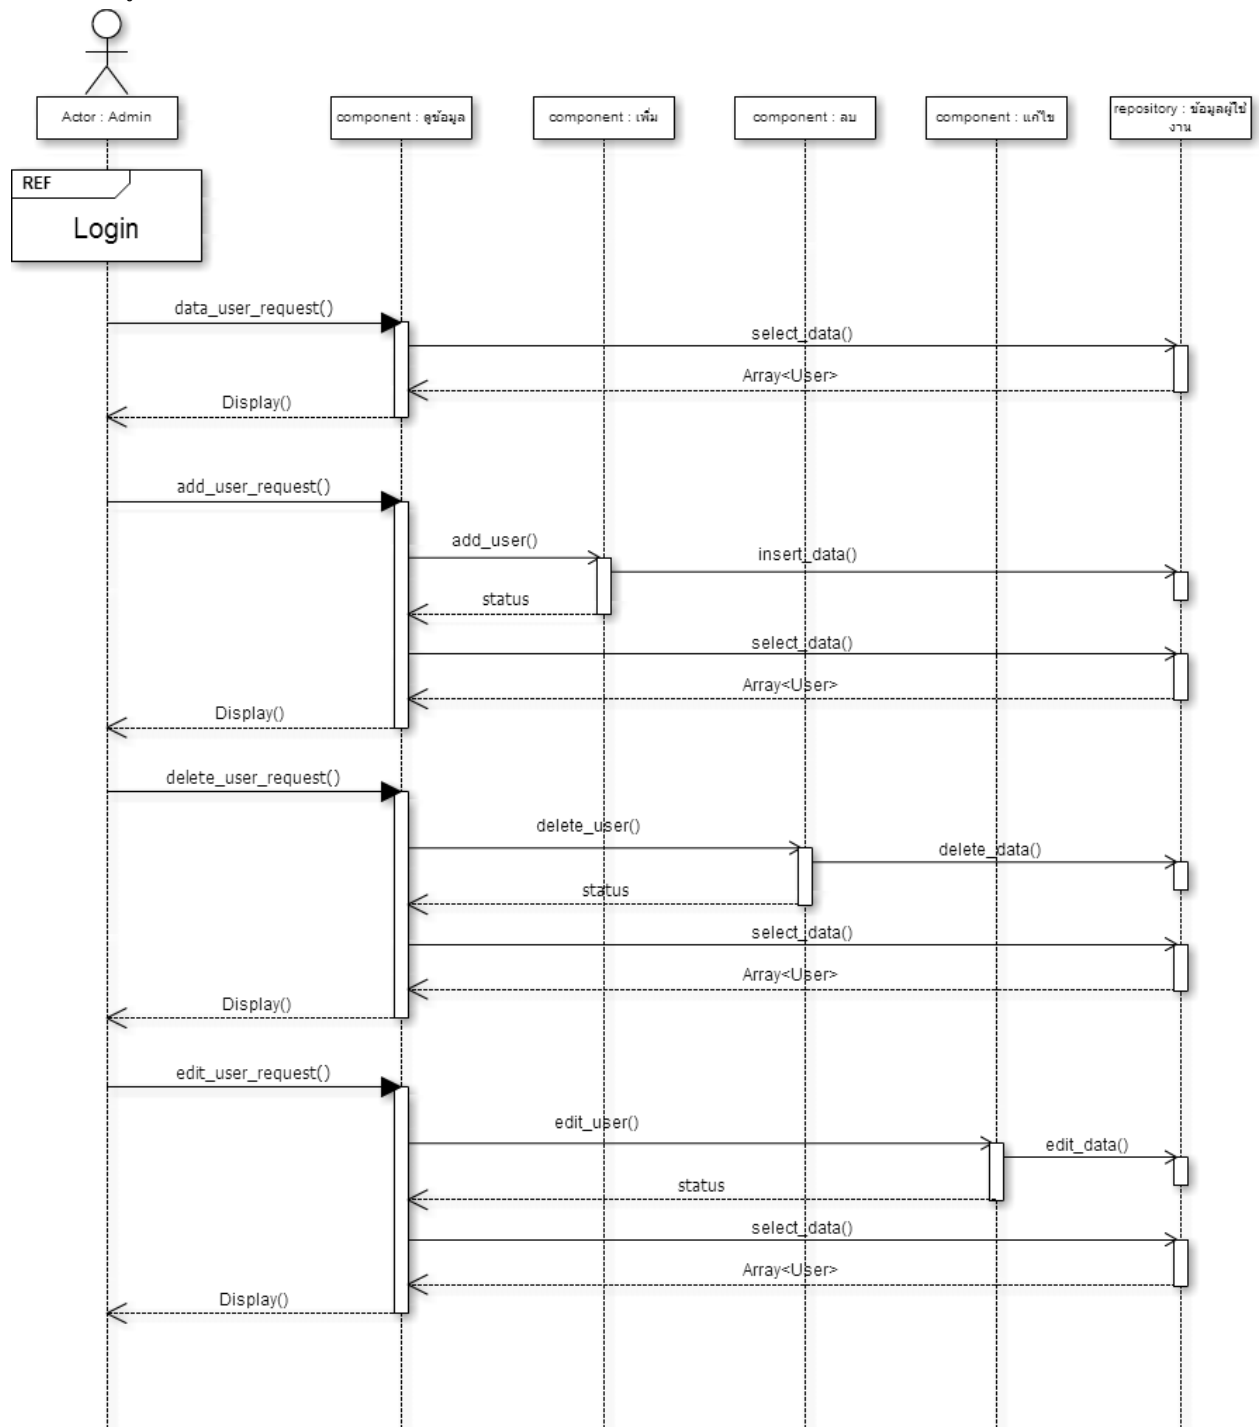 Actor : Admin
component : ดูข้อมูล
component : เพิ่ม
component : ลบ
component : แก้ไข
repository : ข้อมูลผู้ใช้
งาน
REF
Login
data_user_request()
select_data()
Array<User>
Display()
add_user_request()
add_user()
insert_data()
status
select_data()
Array<User>
Display()
delete_user_request()
delete_user()
delete_data()
status
select_data()
Array<User>
Display()
edit_user_request()
edit_user()
edit_data()
status
select_data()
Array<User>
Display()